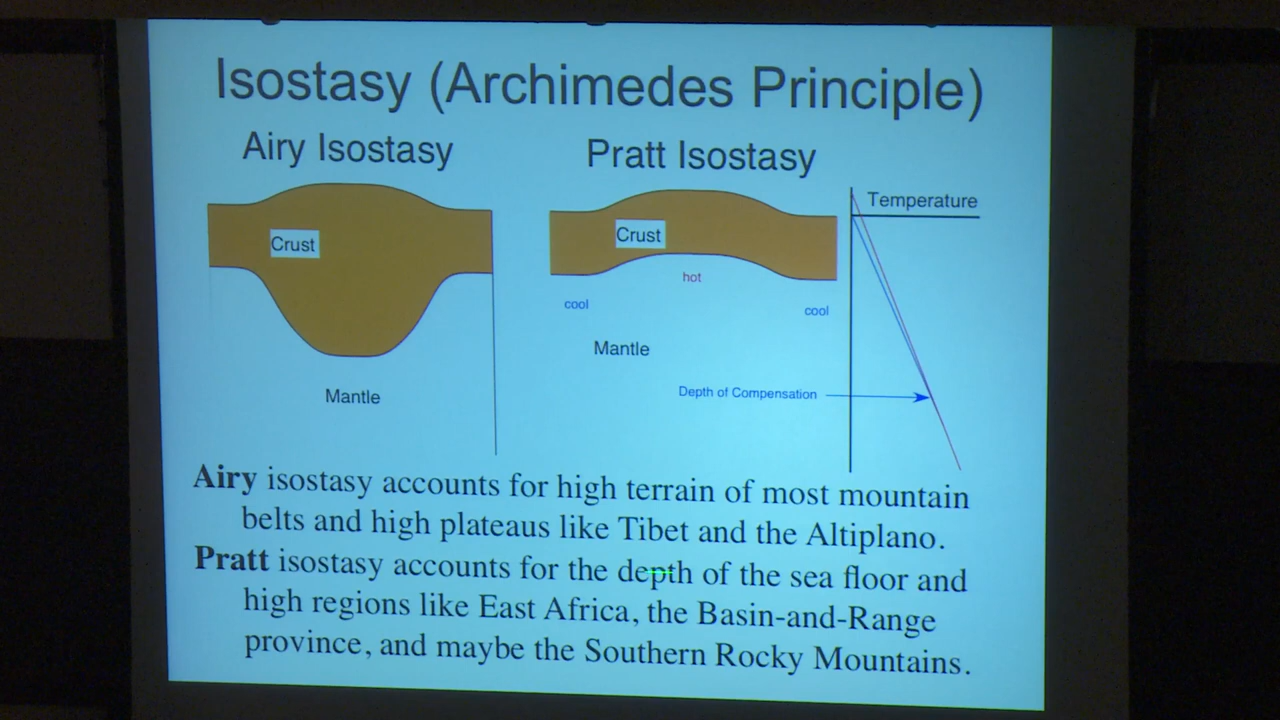 Isostasy (Archimedes Principle)
Airy Isostasy
Pratt Isostasy
Crust
Mantle
Crust
hot
cool
cool
Mantle
Depth of Compensation
Temperature
Airy isostasy accounts for high terrain of most mountain
belts and high plateaus like Tibet and the Altiplano.
Pratt isostasy accounts for the depth of the sea floor and
high regions like East Africa, the Basin-and-Range
province, and maybe the Southern Rocky Mountains.